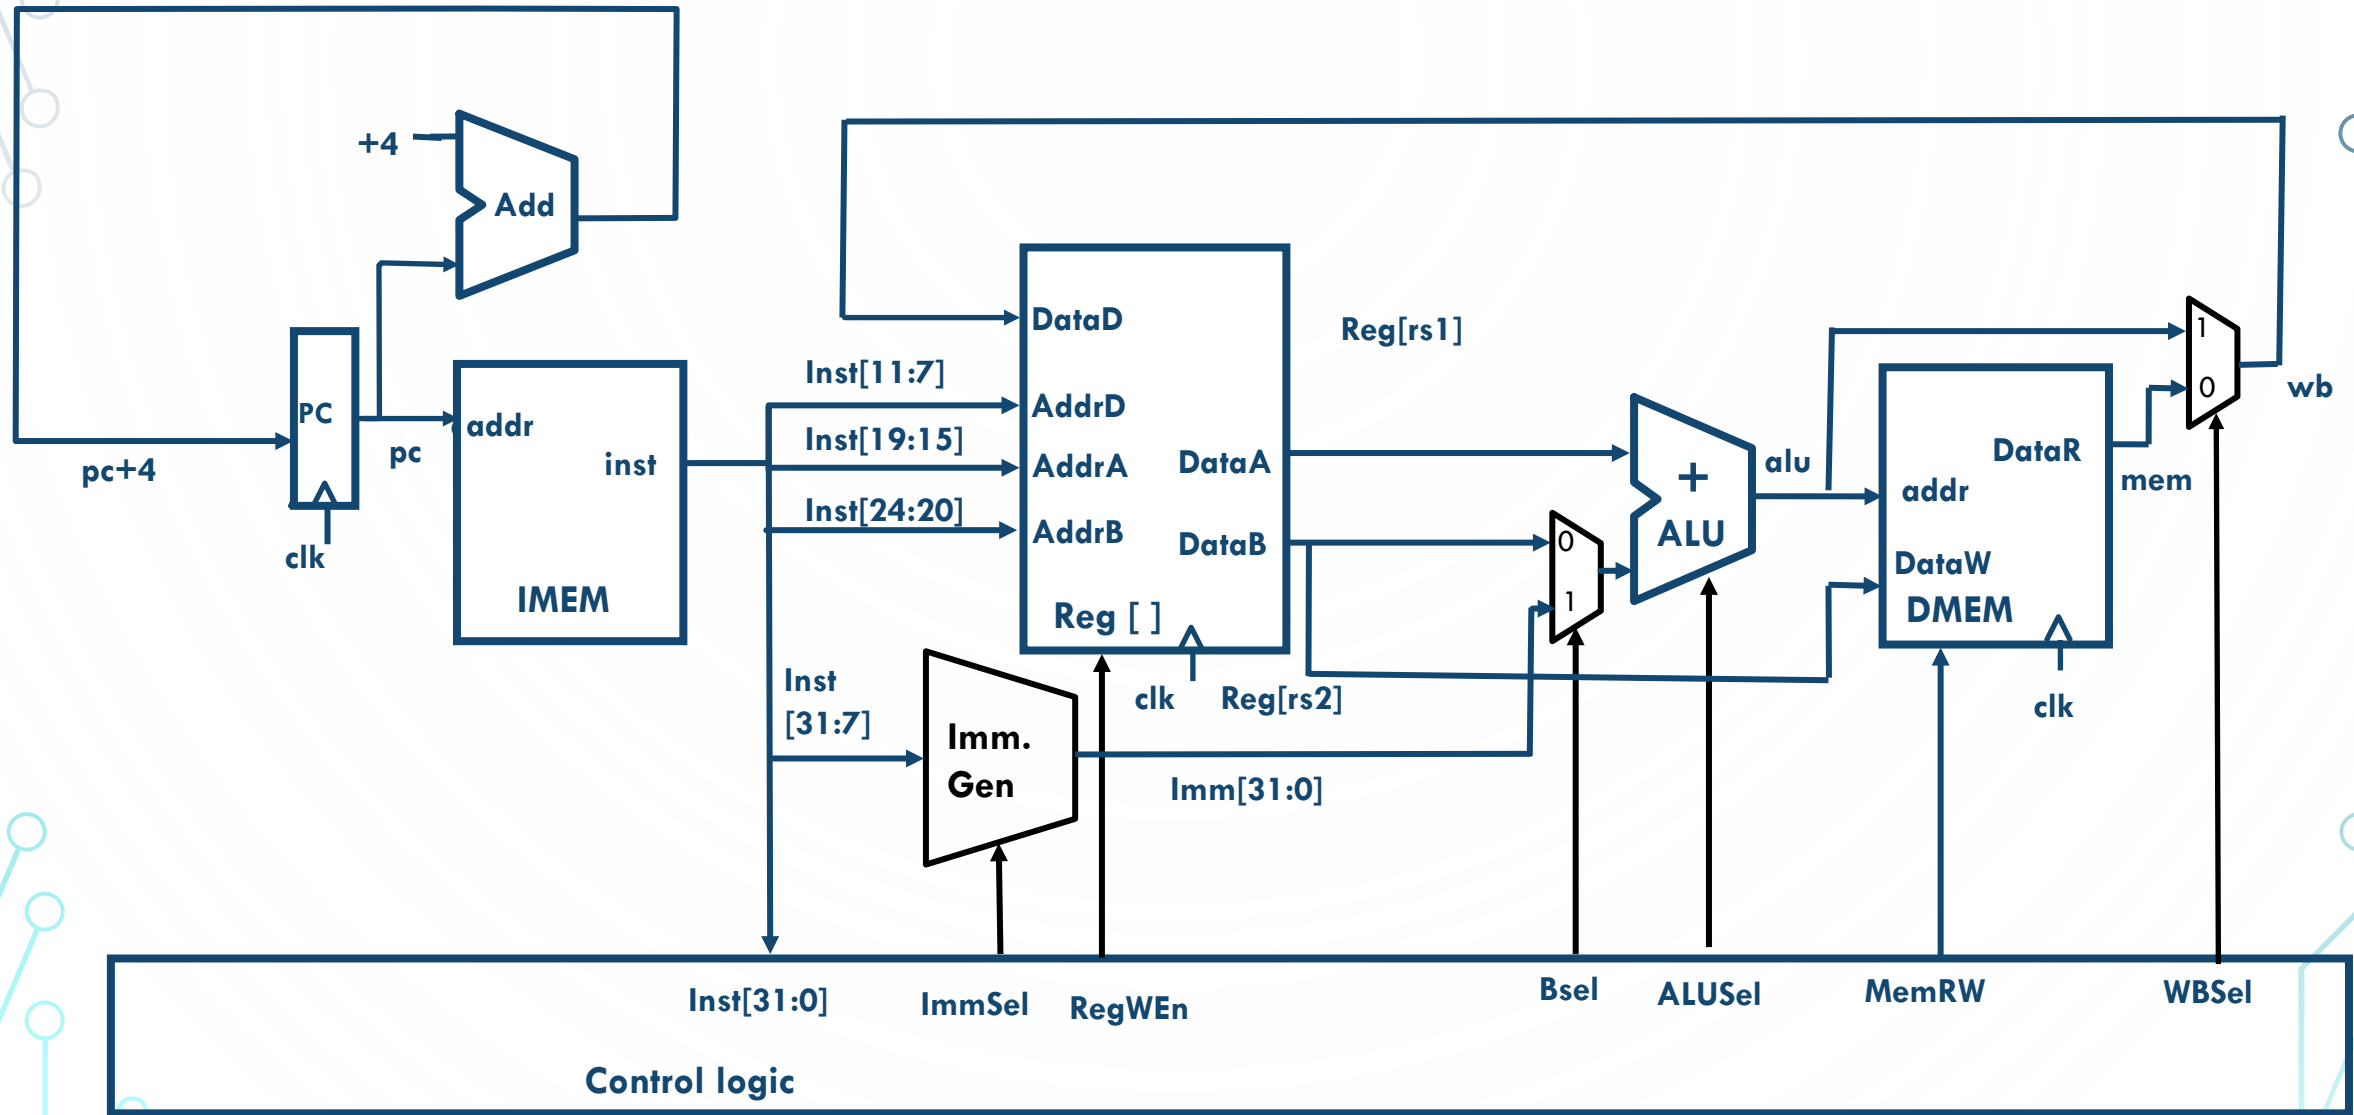 +4
Add
PC
pc
pc+4
clk
addr
inst
IMEM
Inst[11:7]
Inst[19:15]
Inst[24:20]
Inst
[31:7]
DataD
AddrD
AddrA
AddrB
DataA
DataB
Reg [ ]
clk
Reg[rs1]
Reg[rs2]
Imm.
Gen
Imm[31:0]
0
1
+
ALU
alu
addr
DataR
DataW
DMEM
clk
mem
1
0
wb
Inst[31:0]
ImmSel
RegWEn
Bsel
ALUSel
MemRW
WBSel
Control logic